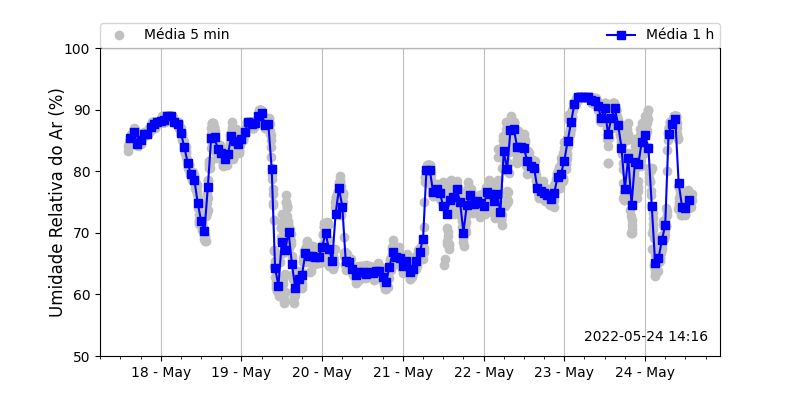 Média 5 min
Média 1 h
Umidade Relativa do Ar (%)
100
90
80
70
60
50
2022-05-24 14:16
18 - May
19 - May
20 - May
21 - May
22 - May
23 - May
24 - May